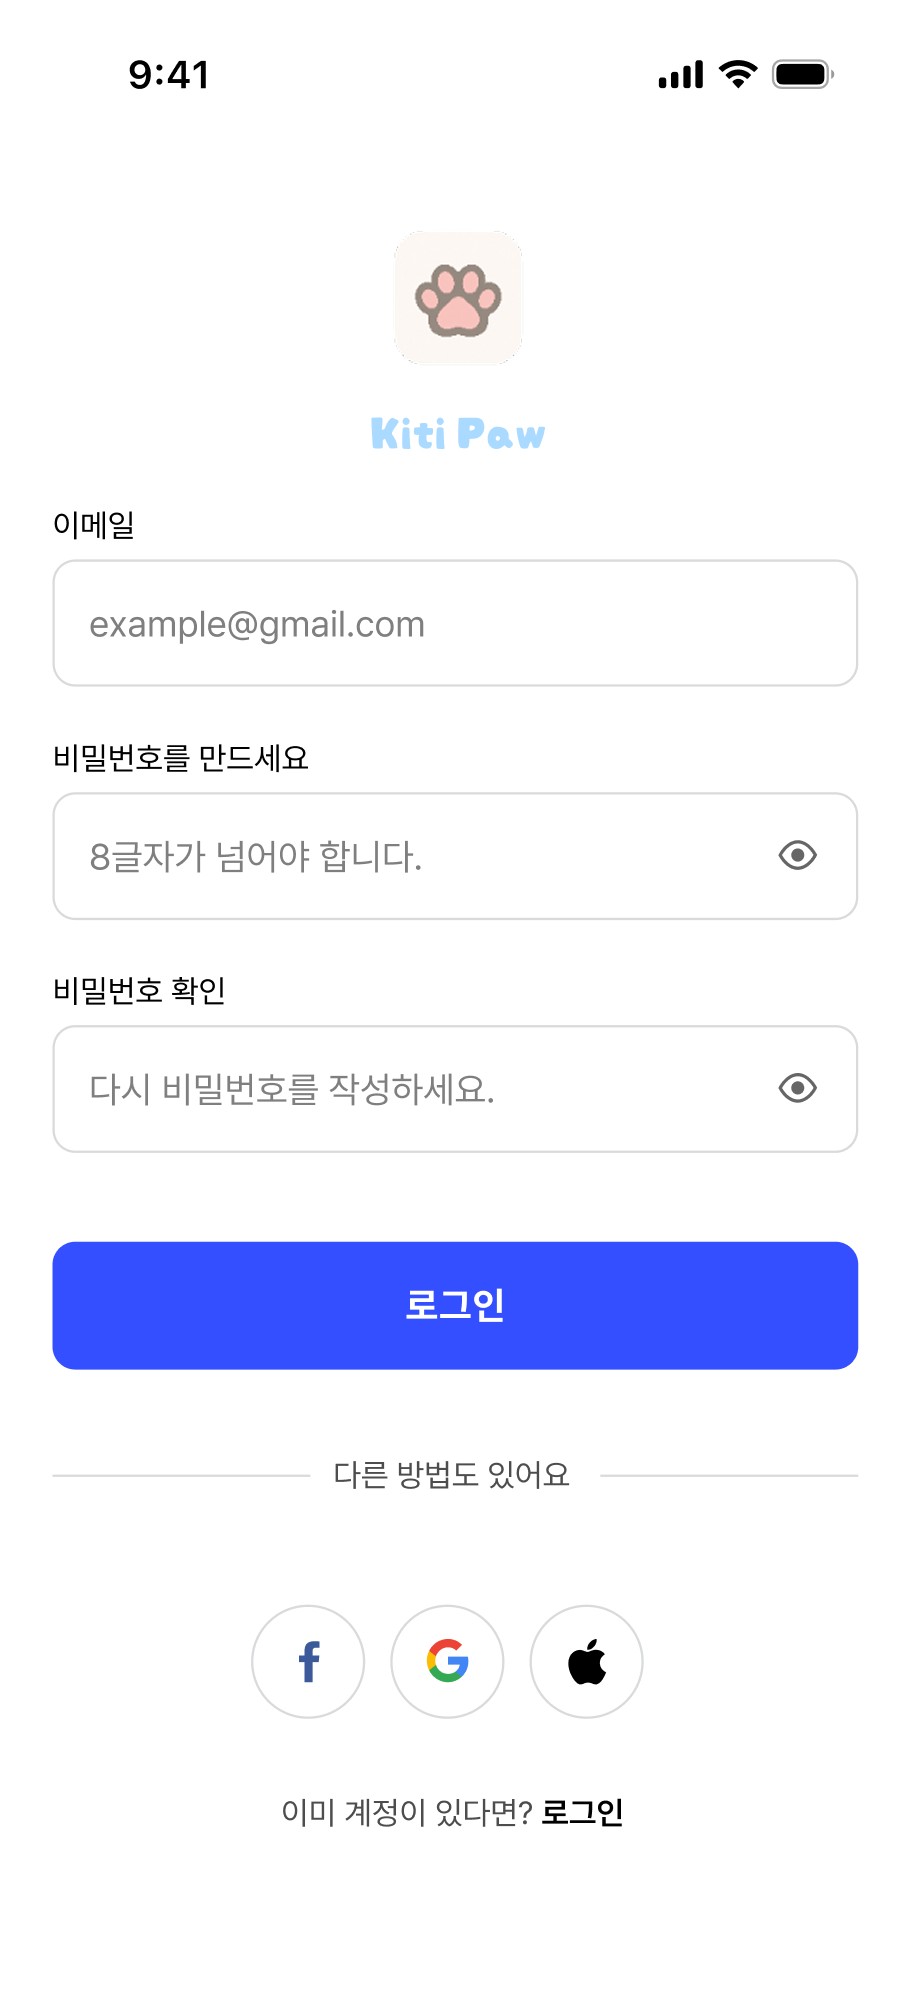 9:41
Kiti Paw
이메일
example@gmail.com
비밀번호를 만드세요
8글자가 넘어야 합니다.
비밀번호 확인
다시 비밀번호를 작성하세요.
로그인
다른 방법도 있어요
이미 계정이 있다면? 로그인